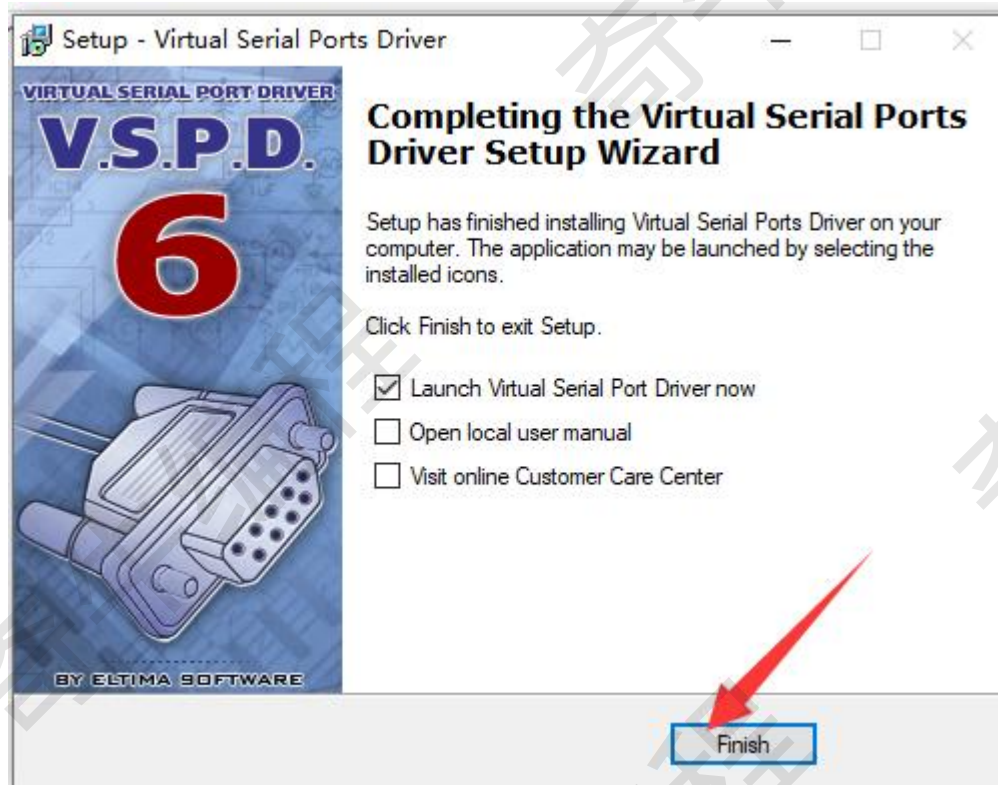 Setup - Virtual Serial Ports Driver
VIRTUAL SERIAL PORT DRIVER
V.S.P.D.
6
BY ELTIMA SOFTWARE
Completing the Virtual Serial Ports
Driver Setup Wizard
Setup has finished installing Virtual Serial Ports Driver on your
computer. The application may be launched by selecting the
installed icons.
Click Finish to exit Setup.
Launch Virtual Serial Port Driver now
Open local user manual
Visit online Customer Care Center
Finish